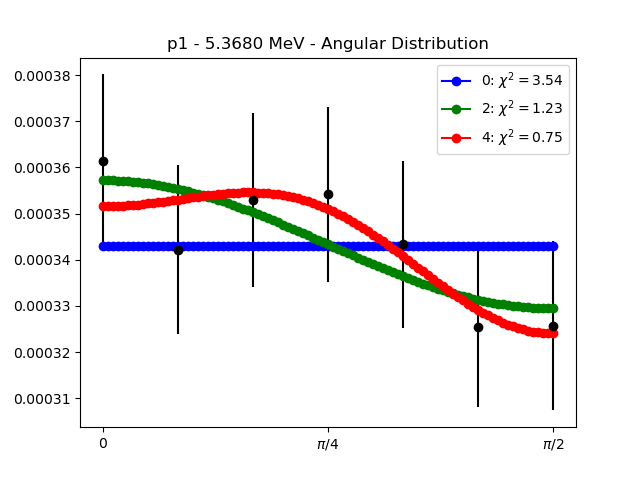 p1 - 5.3680 MeV - Angular Distribution
0: χ² = 3.54
2: χ² = 1.23
4: χ² = 0.75
0.00038
0.00037
0.00036
0.00035
0.00034
0.00033
0.00032
0.00031
0 π/4 π/2